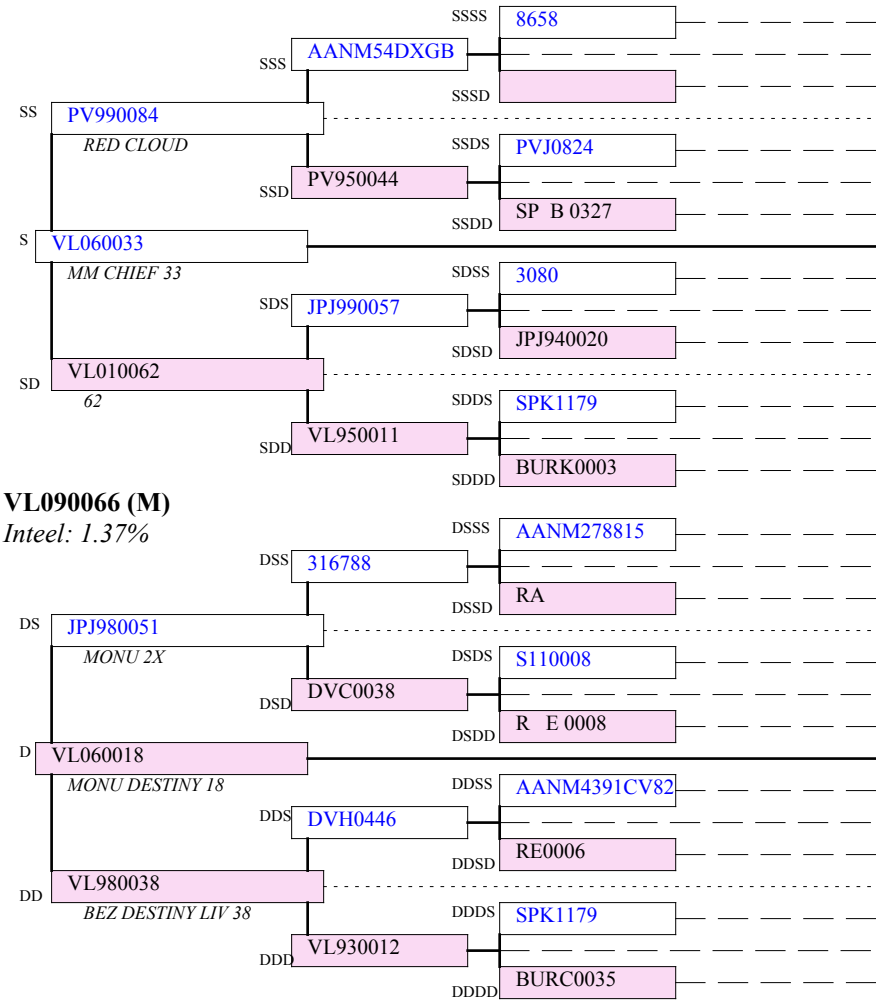 SSSS 8658
SSS AANM54DXGB
SSSD
SS PV990084
RED CLOUD
SSDS PVJ0824
SSD PV950044
SSDD SP B 0327
S VL060033
MM CHIEF 33
SDSS 3080
SDS JPJ990057
SDSD JPJ940020
SD VL010062
62
SDDS SPK1179
SDD VL950011
SDDD BURK0003
VL090066 (M)
Inteel: 1.37%
DSSS AANM278815
DSS 316788
DSSD RA
DS JPJ980051
MONU 2X
DSDS S110008
DSD DVC0038
DSDD R E 0008
D VL060018
MONU DESTINY 18
DDSS AANM4391CV82
DDS DVH0446
DDSD RE0006
DD VL980038
BEZ DESTINY LIV 38
DDDS SPK1179
DDD VL930012
DDDD BURC0035